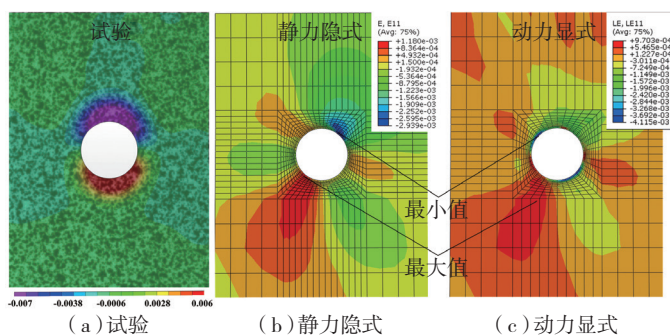 试验
静力隐式
动力显式
E, E11
(Avg: 75%)
+1.180e-03
+8.364e-04
+4.932e-04
+1.500e-04
-1.932e-04
-5.364e-04
-8.795e-04
-1.223e-03
-1.566e-03
-1.909e-03
-2.252e-03
-2.595e-03
-2.939e-03
LE, LE11
(Avg: 75%)
+9.703e-04
+5.465e-04
+1.227e-04
-3.011e-04
-7.249e-04
-1.149e-03
-1.572e-03
-1.996e-03
-2.420e-03
-2.844e-03
-3.268e-03
-3.692e-03
-4.115e-03
最小值
最大值
-0.007 -0.0038 -0.0006 0.0028 0.006
（a）试验
（b）静力隐式
（c）动力显式